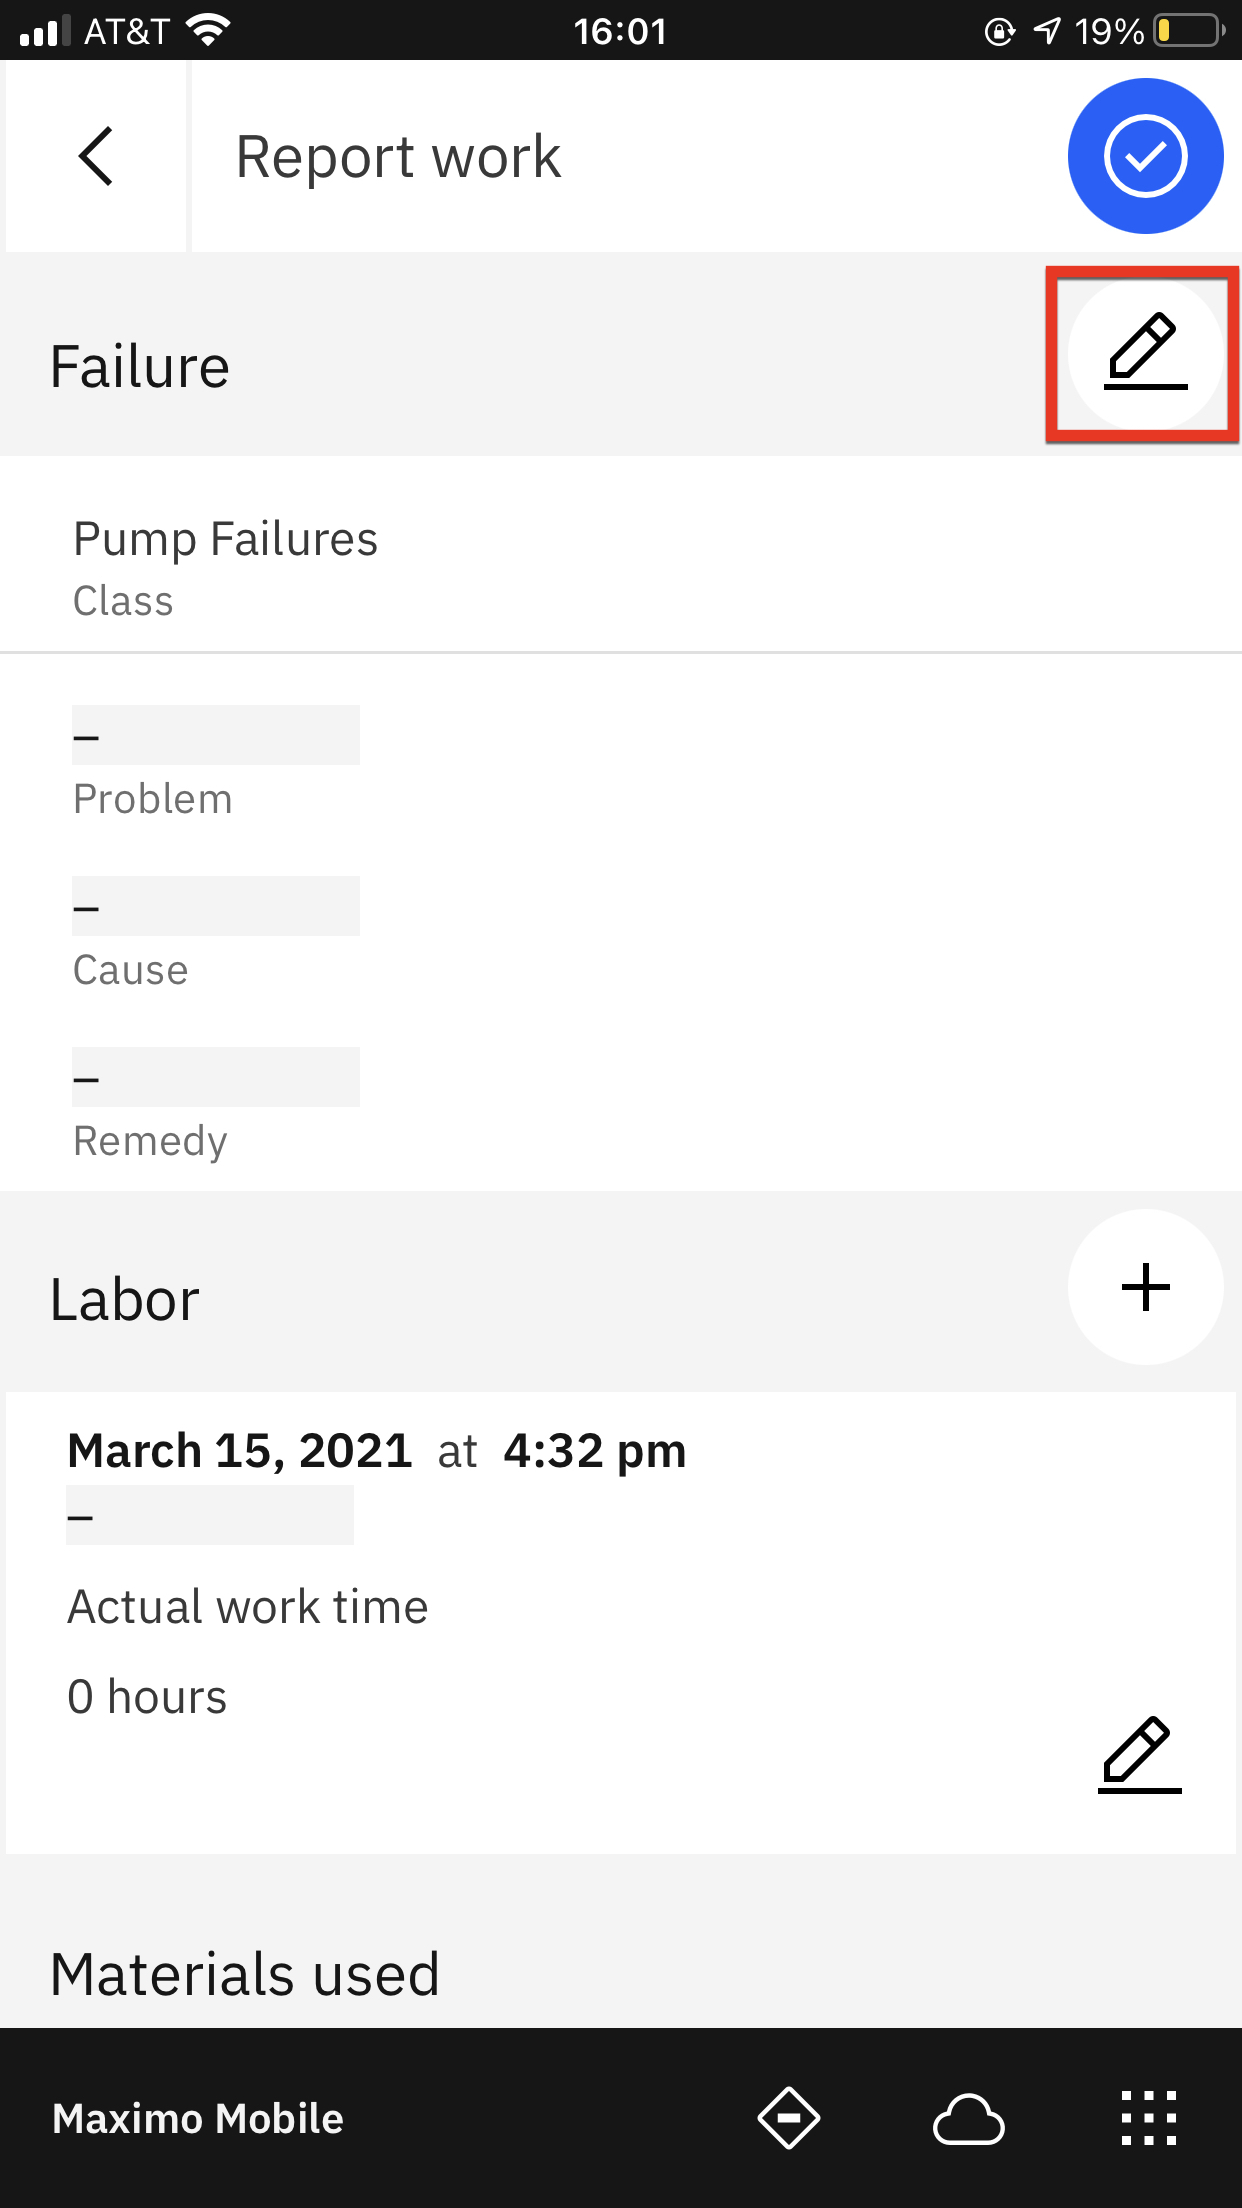 AT&T 16:01 19%
Report work
Failure
Pump Failures
Class
–
Problem
–
Cause
–
Remedy
Labor
March 15, 2021 at 4:32 pm
–
Actual work time
0 hours
Materials used
Maximo Mobile